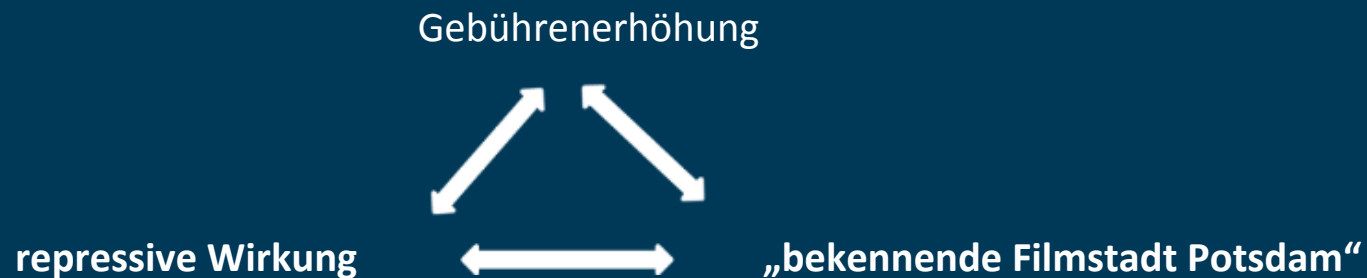 Gebührenerhöhung
repressive Wirkung „bekennende Filmstadt Potsdam“